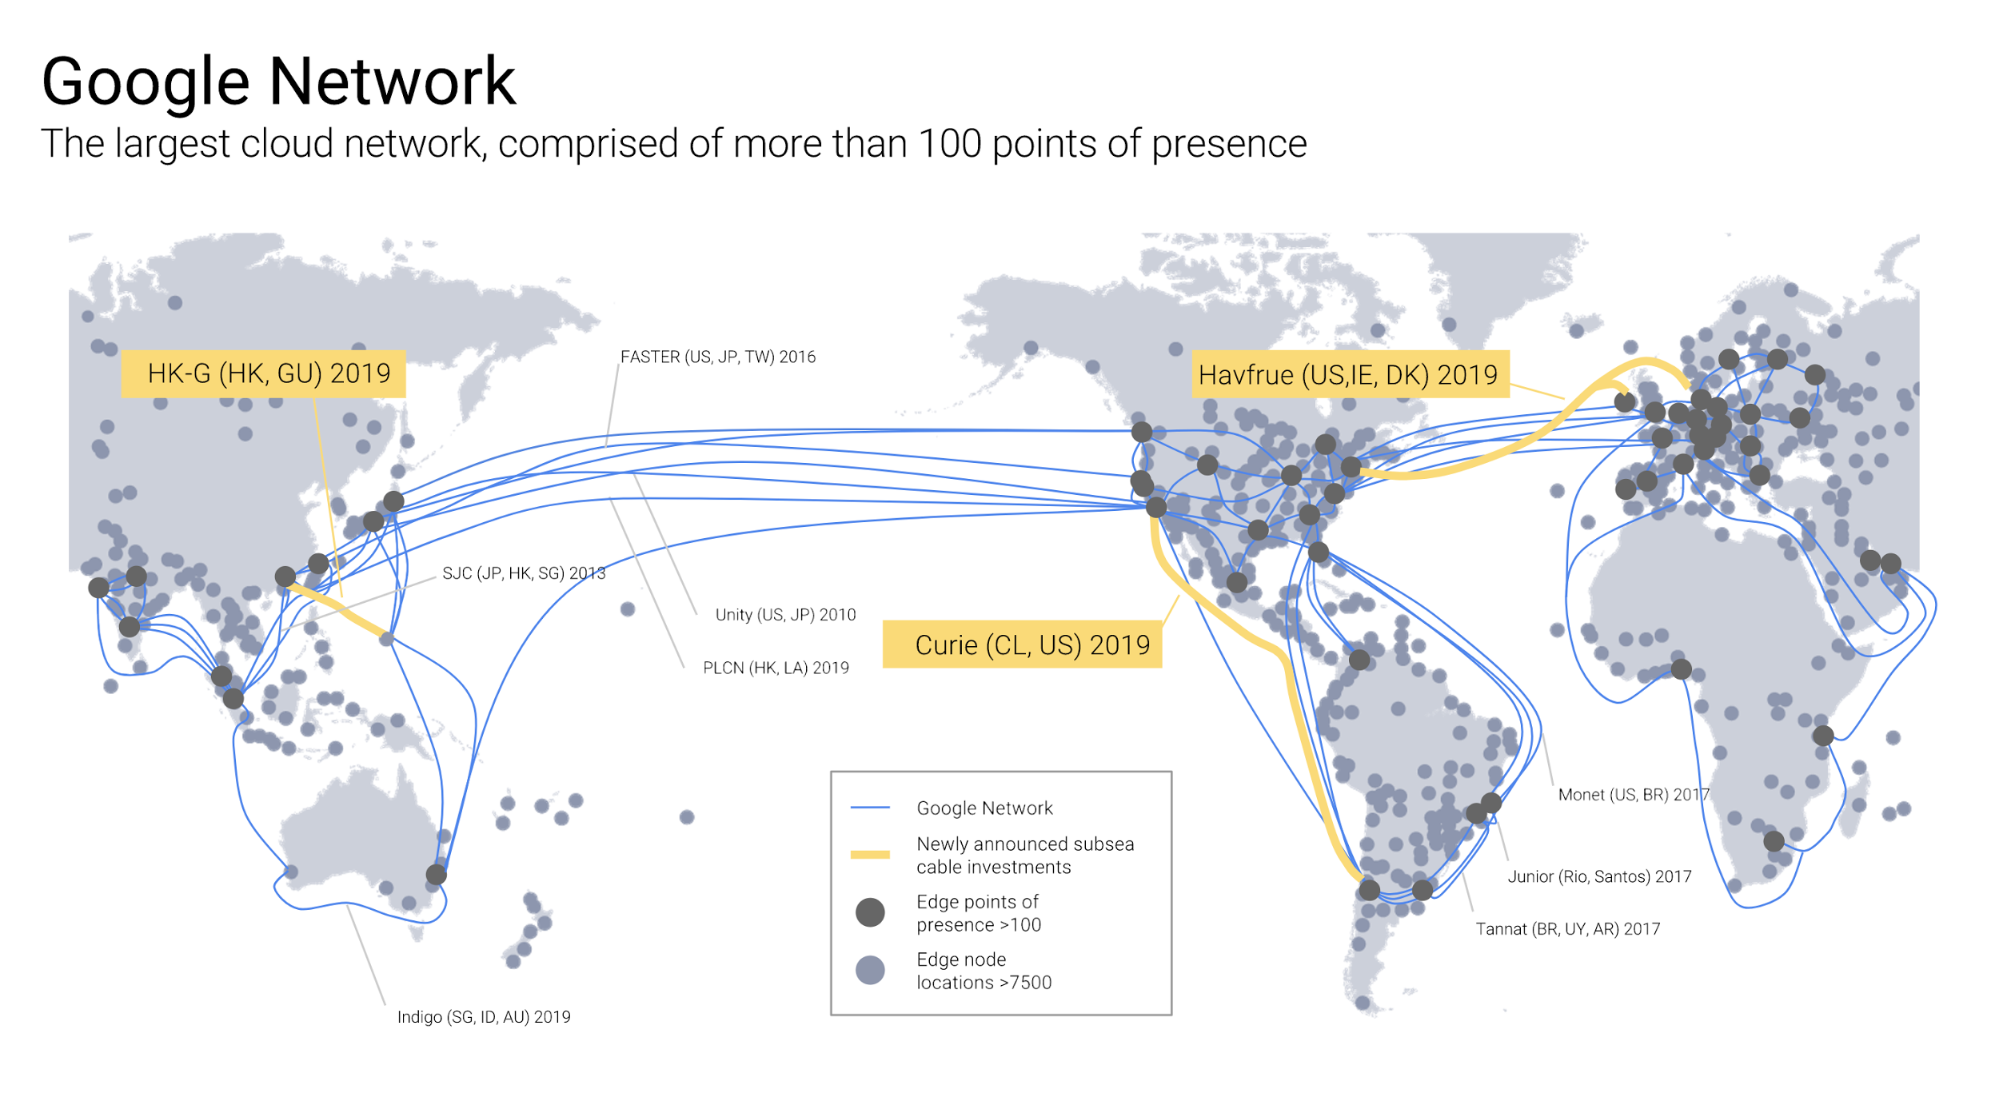 Google Network
The largest cloud network, comprised of more than 100 points of presence
FASTER (US, JP, TW) 2016
HK-G (HK, GU) 2019
Havfrue (US,IE, DK) 2019
SJC (JP, HK, SG) 2013
Unity (US, JP) 2010
Curie (CL, US) 2019
PLCN (HK, LA) 2019
Monet (US, BR) 2017
Google Network
Newly announced subsea
cable investments
Edge points of
presence >100
Edge node
locations >7500
Junior (Rio, Santos) 2017
Tannat (BR, UY, AR) 2017
Indigo (SG, ID, AU) 2019